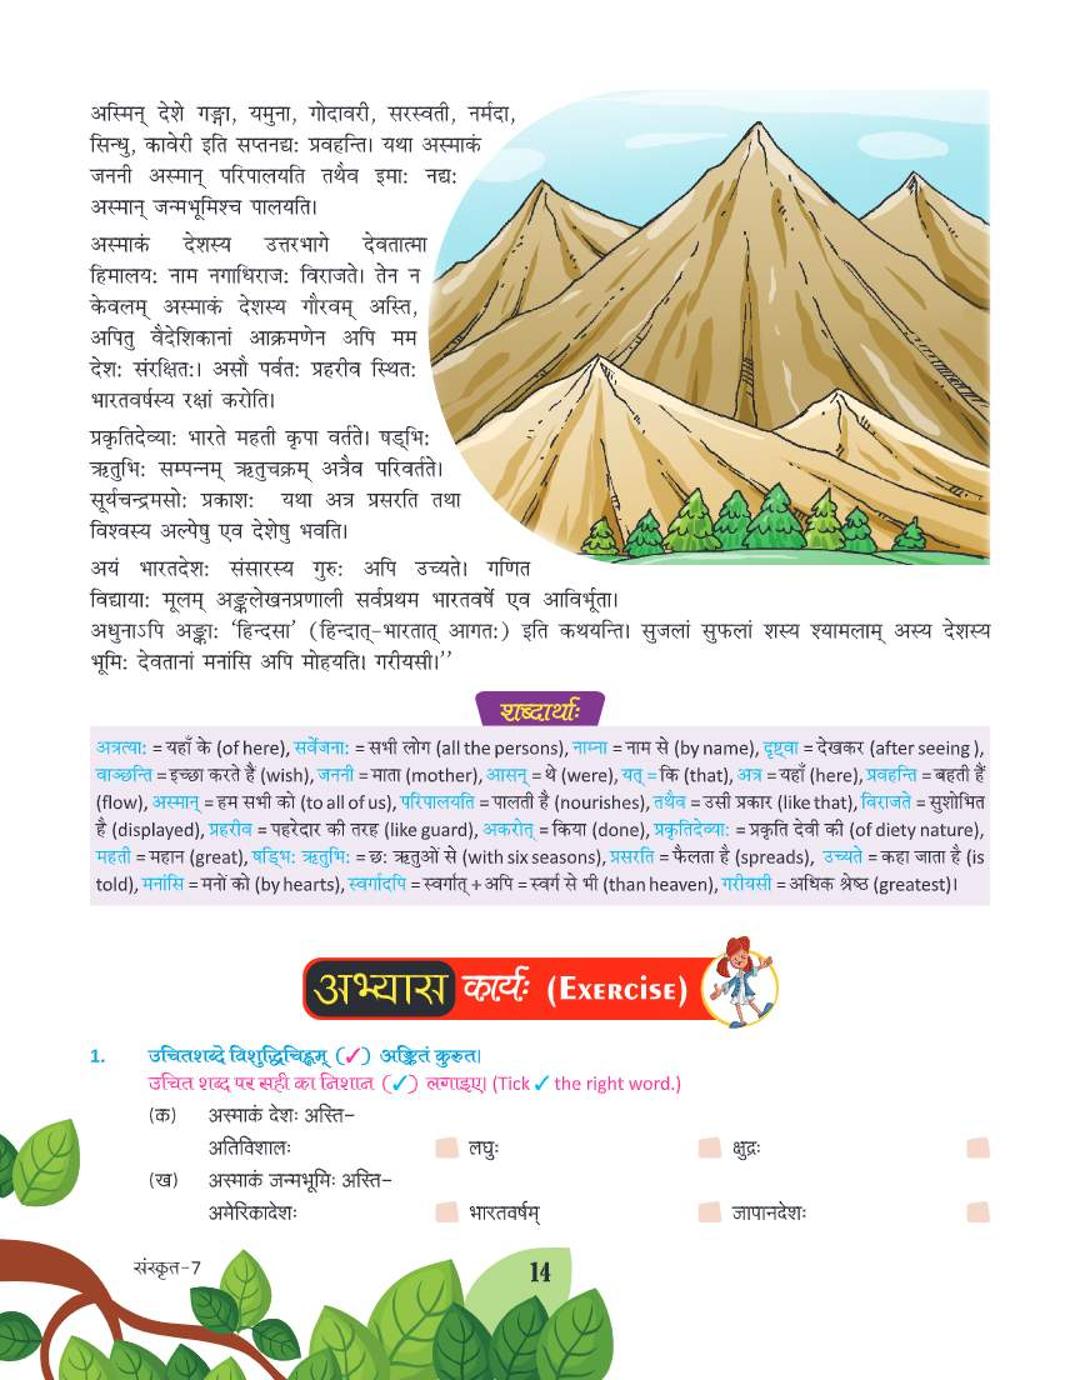 अस्मिन् देशे गङ्गा, यमुना, गोदावरी, सरस्वती, नर्मदा,
सिन्धु, कावेरी इति सप्तनद्य: प्रवहन्ति। यथा अस्माकं
जननी अस्मान् परिपालयति तथैव इमा: नद्य:
अस्मान् जन्मभूमिश्च पालयति।
अस्माकं देशस्य उत्तरभागे देवतात्मा
हिमालय: नाम नगाधिराज: विराजते। तेन न
केवलम् अस्माकं देशस्य गौरवम् अस्ति,
अपितु वैदेशिकानां आक्रमणेन अपि मम
देश: संरक्षित:। असौ पर्वत: प्रहरीव स्थित:
भारतवर्षस्य रक्षां करोति।
प्रकृतिदेव्या: भारते महती कृपा वर्तते। षड्भि:
ऋतुभि: सम्पन्नम् ऋतुचक्रम् अत्रैव परिवर्तते।
सूर्यचन्द्रमसो: प्रकाश: यथा अत्र प्रसरति तथा
विश्वस्य अल्पेषु एव देशेषु भवति।
अयं भारतदेश: संसारस्य गुरु: अपि उच्यते। गणित
विद्याया: मूलम् अङ्कलेखनप्रणाली सर्वप्रथम भारतवर्षे एव आविर्भूता।
अधुनाऽपि अङ्का: ‘हिन्दसा’ (हिन्दात्-भारतात् आगत:) इति कथयन्ति। सुजलां सुफलां शस्य श्यामलाम् अस्य देशस्य
भूमि: देवतानां मनांसि अपि मोहयति। गरीयसी।’’
शब्दार्थाः
अत्रत्या: = यहाँ के (of here), सर्वेजना: = सभी लोग (all the persons), नाम्ना = नाम से (by name), दृष्ट्वा = देखकर (after seeing ),
वाञ्छन्ति = इच्छा करते हैं (wish), जननी = माता (mother), आसन् = थे (were), यत् = कि (that), अत्र = यहाँ (here), प्रवहन्ति = बहती हैं
(flow), अस्मान् = हम सभी को (to all of us), परिपालयति = पालती है (nourishes), तथैव = उसी प्रकार (like that), विराजते = सुशोभित
है (displayed), प्रहरीव = पहरेदार की तरह (like guard), अकरोत् = किया (done), प्रकृतिदेव्या: = प्रकृति देवी की (of diety nature),
महती = महान (great), षड्भि: ऋतुभि: = छ: ऋतुओं से (with six seasons), प्रसरति = फैलता है (spreads), उच्यते = कहा जाता है (is
told), मनांसि = मनों को (by hearts), स्वर्गादपि = स्वर्गात् + अपि = स्वर्ग से भी (than heaven), गरीयसी = अधिक श्रेष्ठ (greatest)।
अभ्यास कार्यः (EXERCISE)
1. उचितशब्दे विशुद्धिचिह्नम् (✓) अङ्कितं कुरुत।
उचित शब्द पर सही का निशान (✓) लगाइए। (Tick ✓ the right word.)
(क) अस्माकं देशः अस्ति–
अतिविशालः लघुः क्षुद्रः
(ख) अस्माकं जन्मभूमिः अस्ति–
अमेरिकादेशः भारतवर्षम् जापानदेशः
संस्कृत-7 14